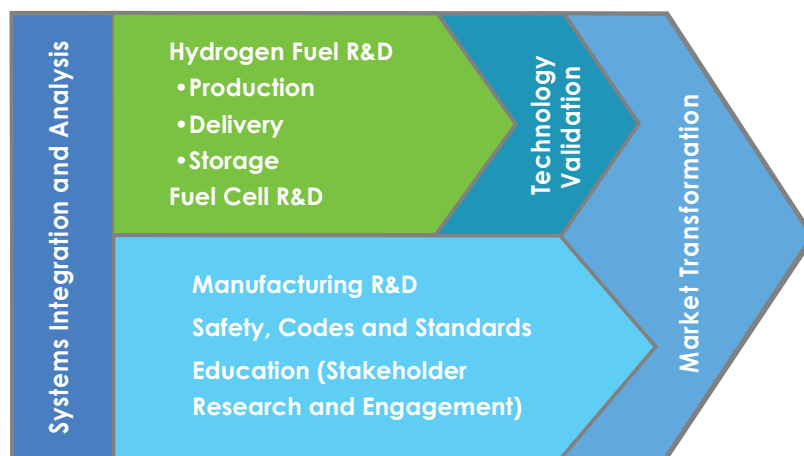 Systems Integration and Analysis
Hydrogen Fuel R&D
•Production
•Delivery
•Storage
Fuel Cell R&D
Technology
Validation
Manufacturing R&D
Safety, Codes and Standards
Education (Stakeholder
Research and Engagement)
Market Transformation